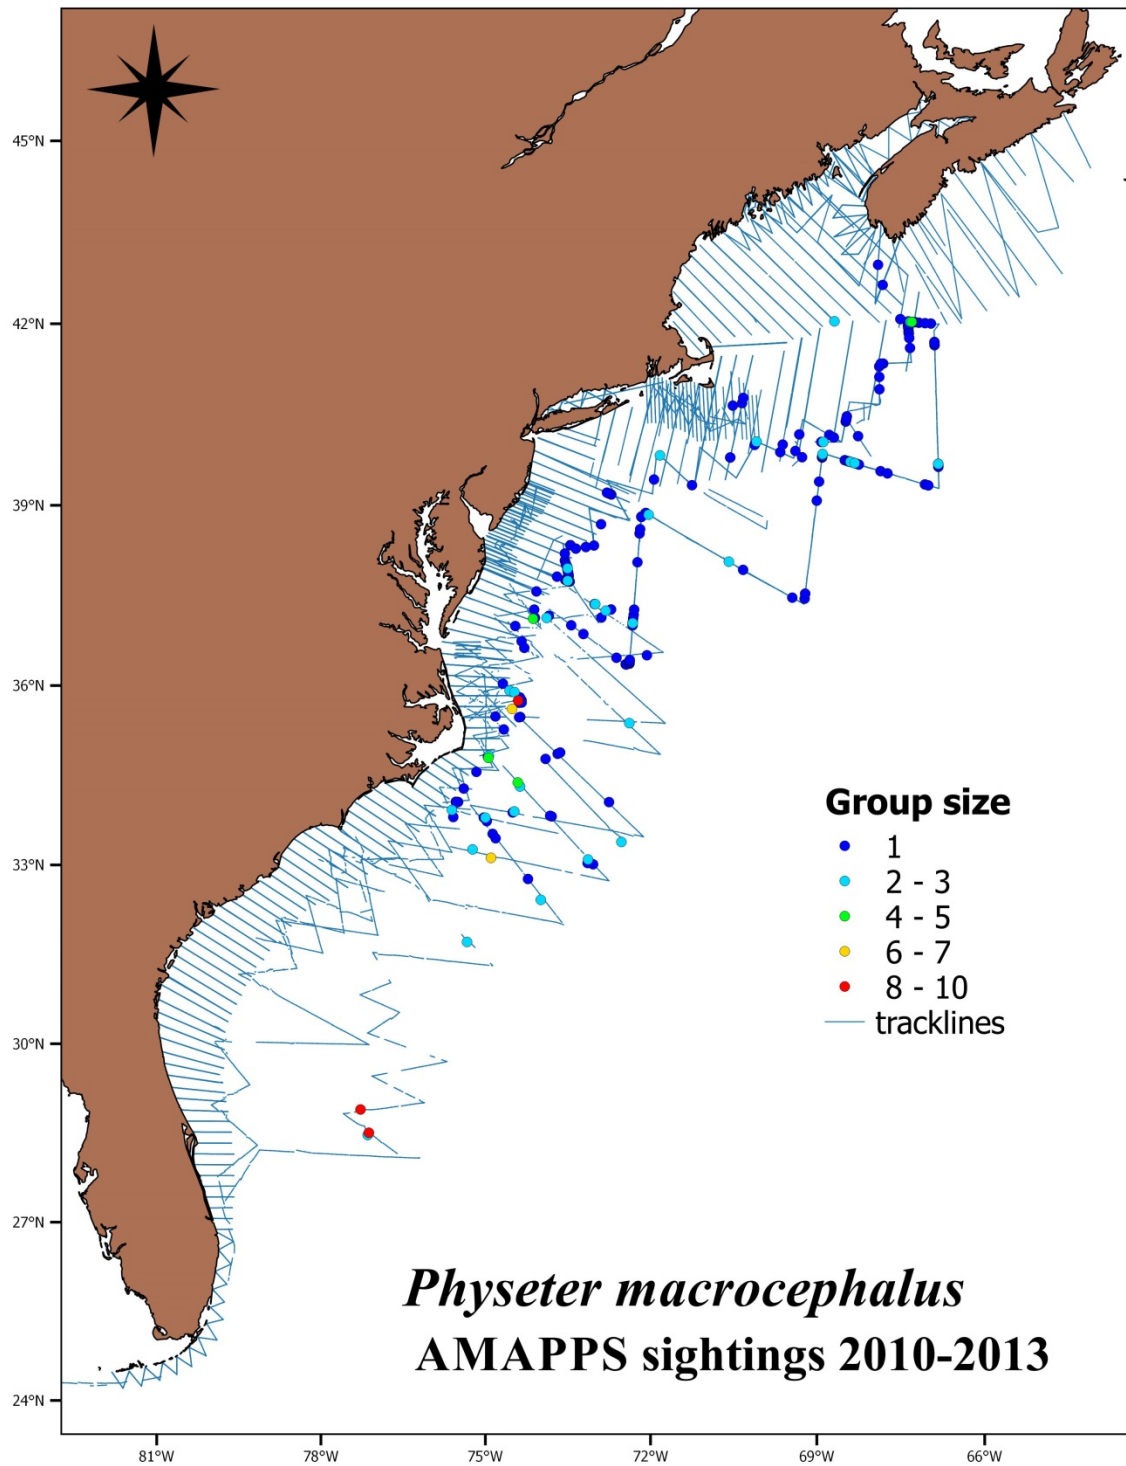 45°N
42°N
39°N
36°N
33°N
30°N
27°N
24°N
Group size
1
2 - 3
4 - 5
6 - 7
8 - 10
tracklines
Physeter macrocephalus
AMAPPS sightings 2010-2013
81°W 78°W 75°W 72°W 69°W 66°W